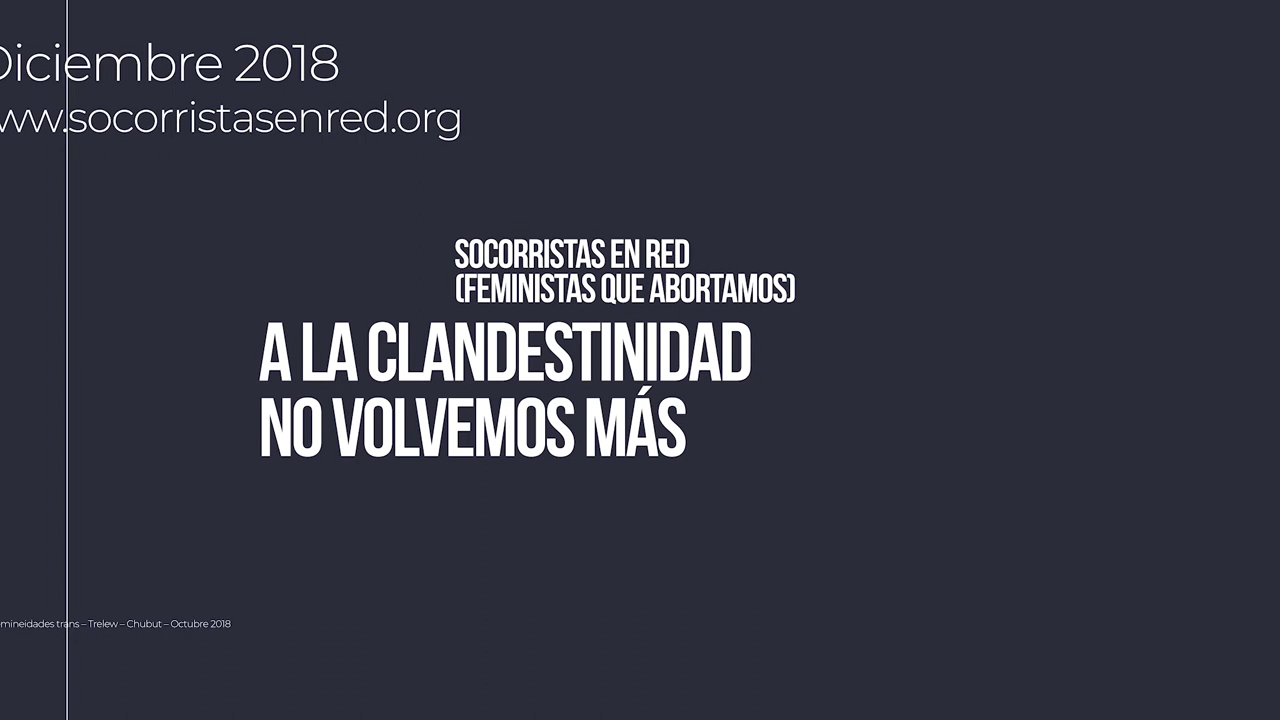 Diciembre 2018
www.socorristasenred.org
SOCORRISTAS EN RED
(FEMINISTAS QUE ABORTAMOS)
A LA CLANDESTINIDAD
NO VOLVEMOS MÁS
trans – Trelew – Chubut – Octubre 2018